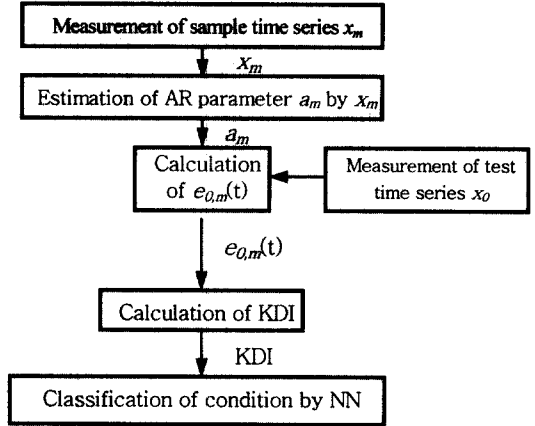 Measurement of sample time series xm
xm
Estimation of AR parameter am by xm
am
Calculation
of e0,m(t)
Measurement of test
time series x0
e0,m(t)
Calculation of KDI
KDI
Classification of condition by NN